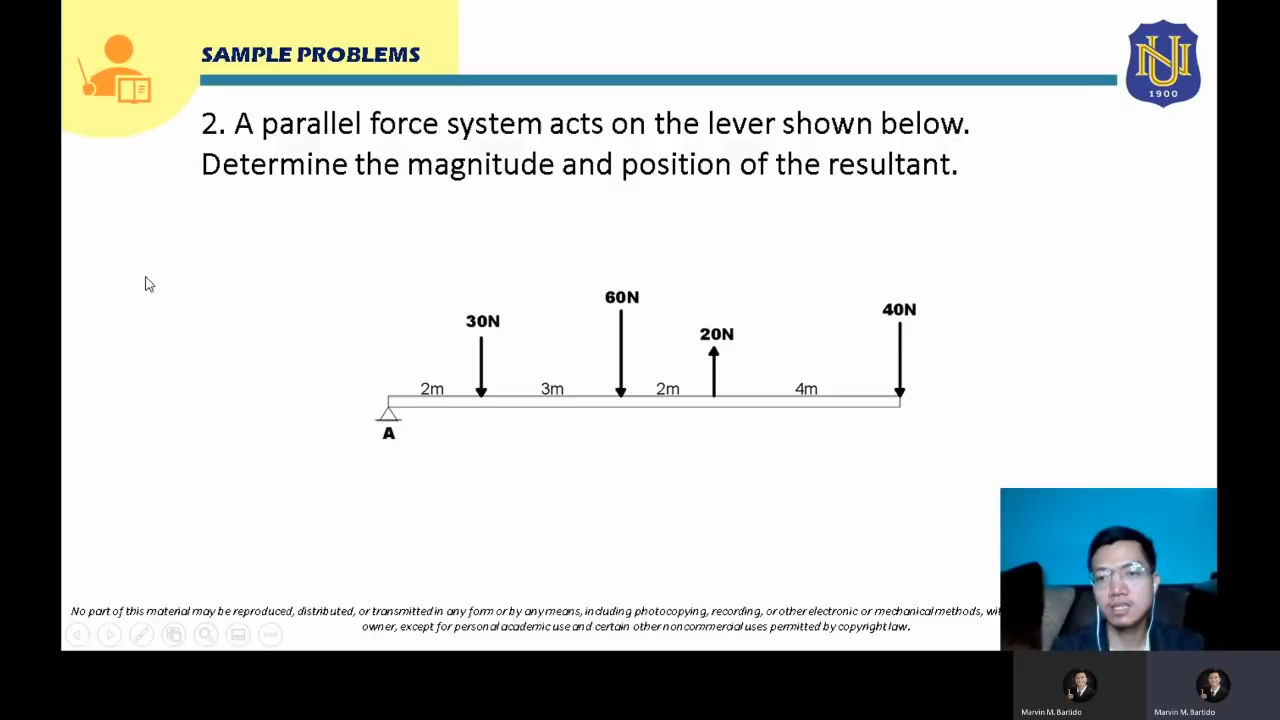 SAMPLE PROBLEMS
NU
1900
2. A parallel force system acts on the lever shown below.
Determine the magnitude and position of the resultant.
60N
40N
30N
20N
2m
3m
2m
4m
A
No part of this material may be reproduced, distributed, or transmitted in any form or by any means, including photocopying, recording, or other electronic or mechanical methods,
owner, except for personal academic use and certain other noncommercial uses permitted by copyright law.
Marvin M. Bartido
Marvin M. Bartido